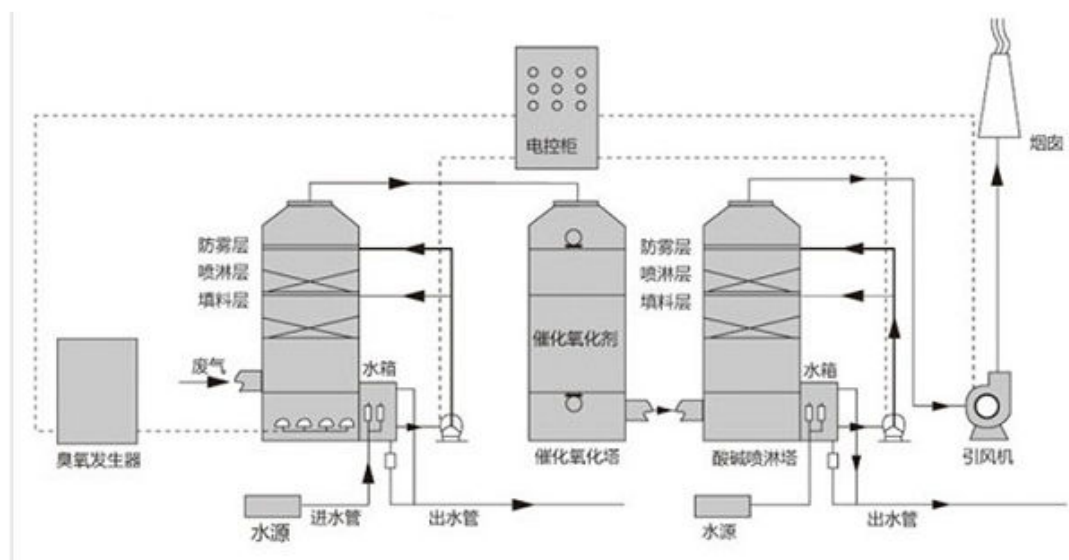 电控柜
烟囱
防雾层
喷淋层
填料层
防雾层
喷淋层
填料层
催化氧化剂
废气
水箱
水箱
臭氧发生器
催化氧化塔
酸碱喷淋塔
引风机
水源
进水管
出水管
水源
出水管